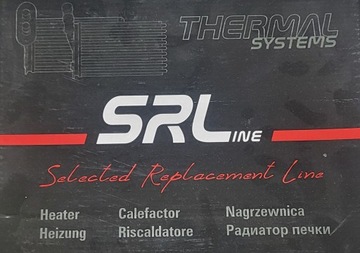 THERMAL
SYSTEMS
SRLINE
Selected Replacement Line
Heater Calefactor Nagrzewnica
Heizung Riscaldatore Радиатор печки